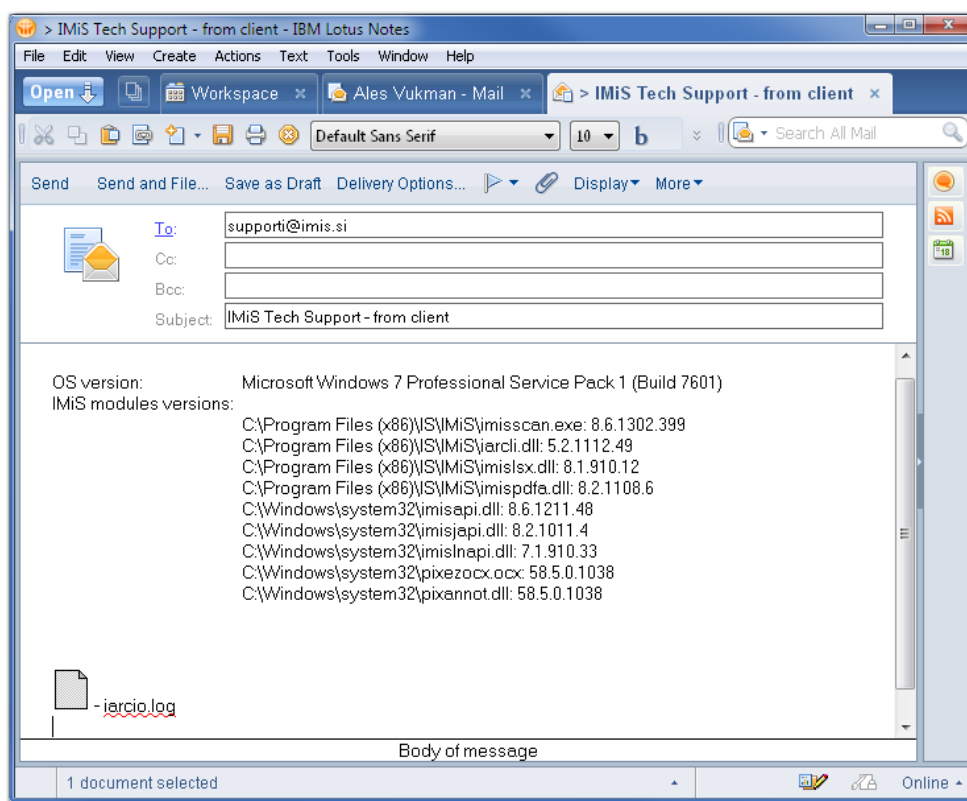 > IMiS Tech Support - from client - IBM Lotus Notes
File Edit View Create Actions Text Tools Window Help
Open Workspace × Ales Vukman - Mail × > IMiS Tech Support - from client ×
Default Sans Serif 10 b Search All Mail
Send Send and File... Save as Draft Delivery Options... Display More
To: supporti@imis.si
Cc:
Bcc:
Subject: IMiS Tech Support - from client
18
OS version: Microsoft Windows 7 Professional Service Pack 1 (Build 7601)
IMiS modules versions:
C:\Program Files (x86)\IS\IMiS\imisscan.exe: 8.6.1302.399
C:\Program Files (x86)\IS\IMiS\iarcli.dll: 5.2.1112.49
C:\Program Files (x86)\IS\IMiS\imislsx.dll: 8.1.910.12
C:\Program Files (x86)\IS\IMiS\imispdfa.dll: 8.2.1108.6
C:\Windows\system32\imisapi.dll: 8.6.1211.48
C:\Windows\system32\imisjapi.dll: 8.2.1011.4
C:\Windows\system32\imislnapi.dll: 7.1.910.33
C:\Windows\system32\pixezocx.ocx: 58.5.0.1038
C:\Windows\system32\pixannot.dll: 58.5.0.1038
- iarcio.log
Body of message
1 document selected Online